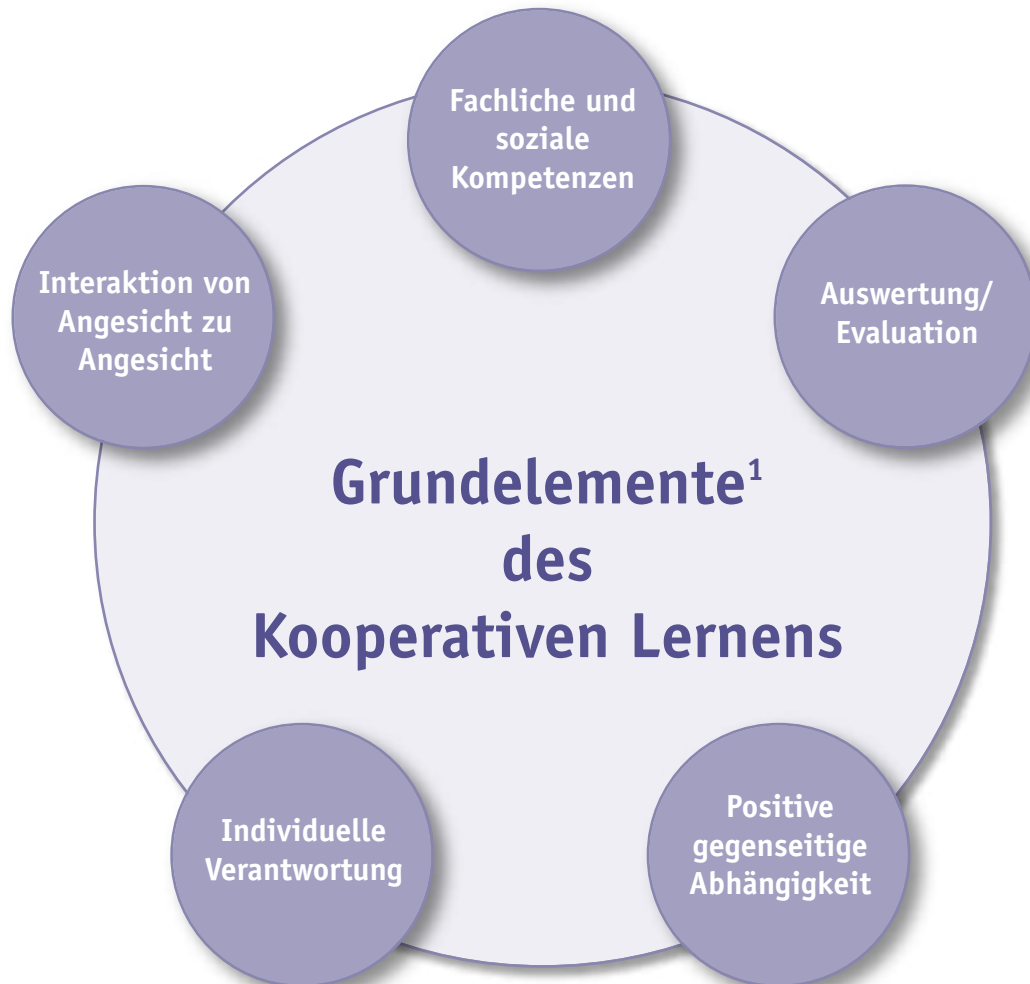 Fachliche und
soziale
Kompetenzen
Interaktion von
Angesicht zu
Angesicht
Auswertung/
Evaluation
Grundelemente¹
des
Kooperativen Lernens
Individuelle
Verantwortung
Positive
gegenseitige
Abhängigkeit